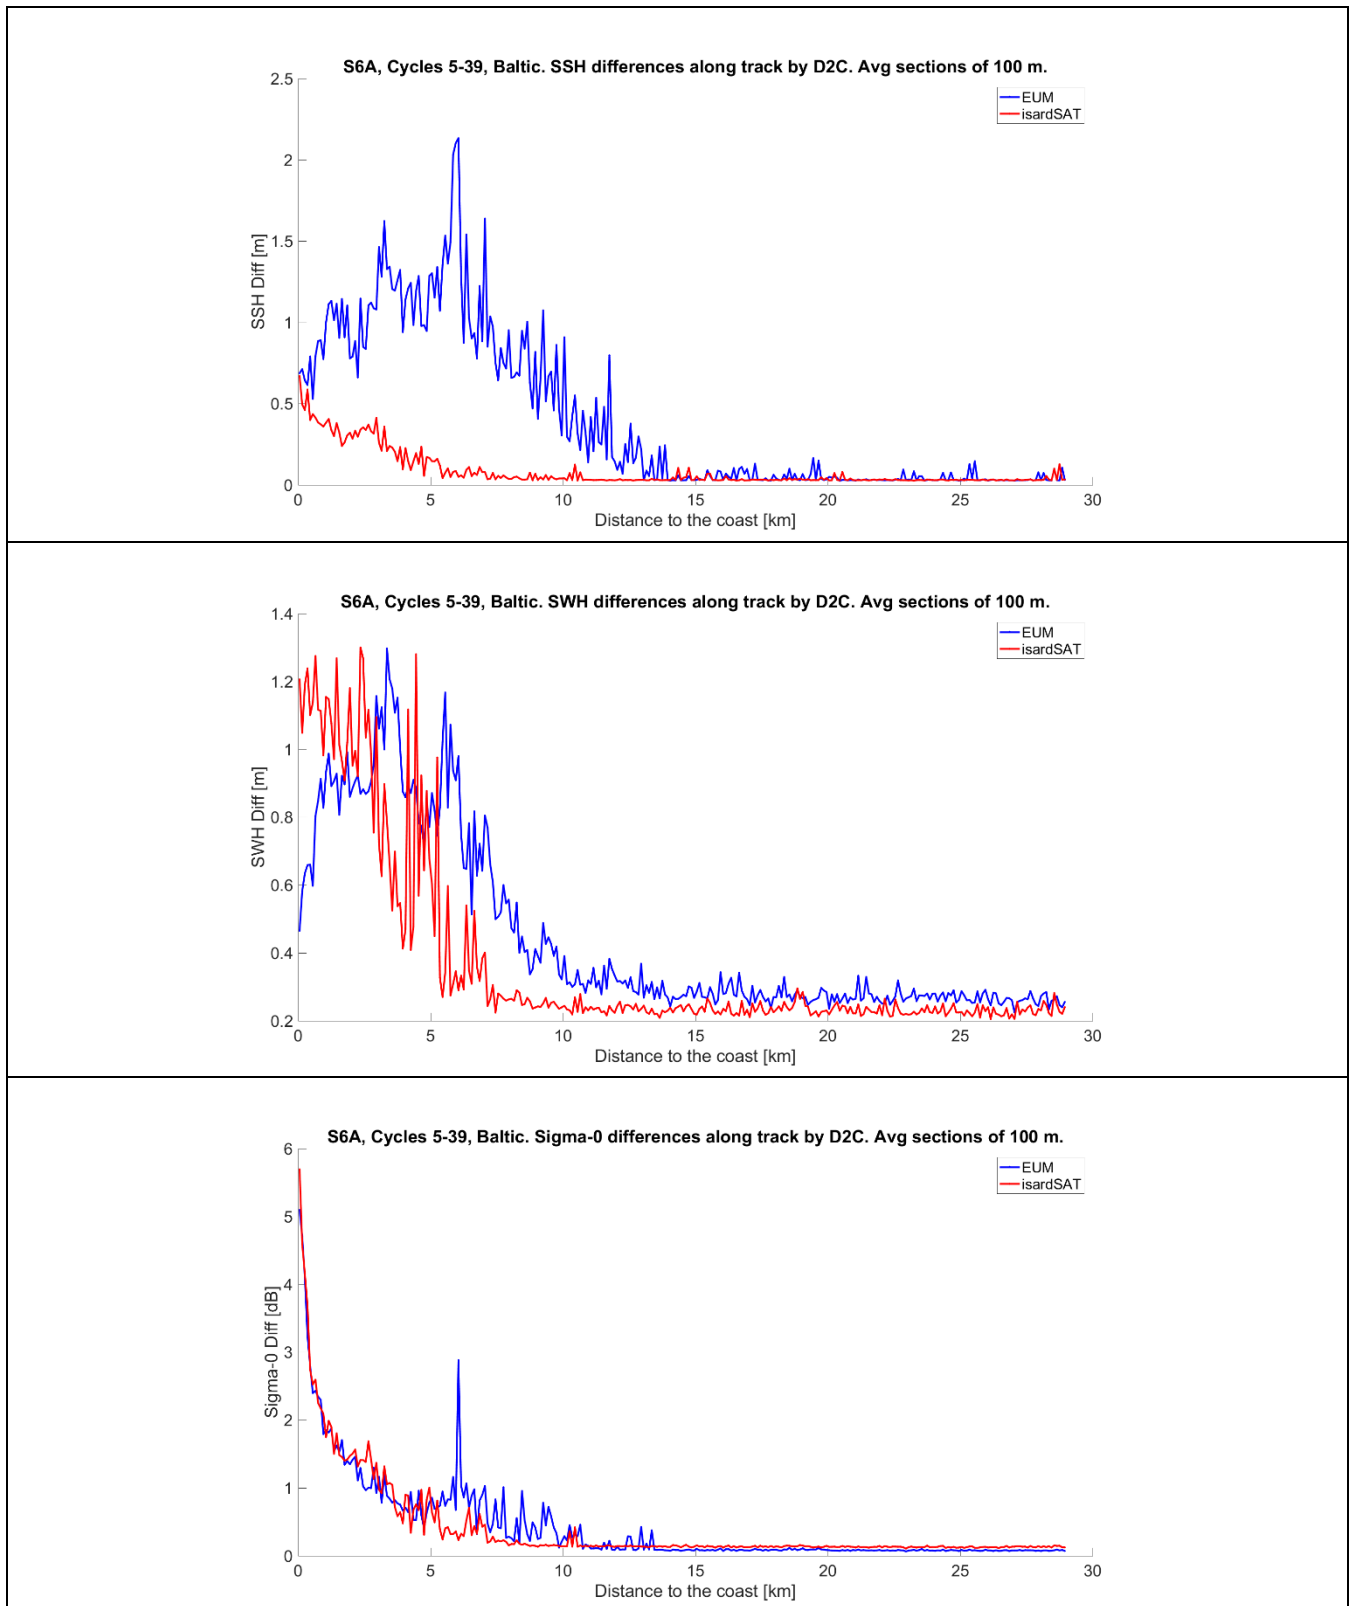 S6A, Cycles 5-39, Baltic. SSH differences along track by D2C. Avg sections of 100 m.
EUM
isardSAT
SSH Diff [m]
2.5
2
1.5
1
0.5
0
0 5 10 15 20 25 30
Distance to the coast [km]
S6A, Cycles 5-39, Baltic. SWH differences along track by D2C. Avg sections of 100 m.
EUM
isardSAT
SWH Diff [m]
1.4
1.2
1
0.8
0.6
0.4
0.2
0 5 10 15 20 25 30
Distance to the coast [km]
S6A, Cycles 5-39, Baltic. Sigma-0 differences along track by D2C. Avg sections of 100 m.
EUM
isardSAT
Sigma-0 Diff [dB]
6
5
4
3
2
1
0
0 5 10 15 20 25 30
Distance to the coast [km]